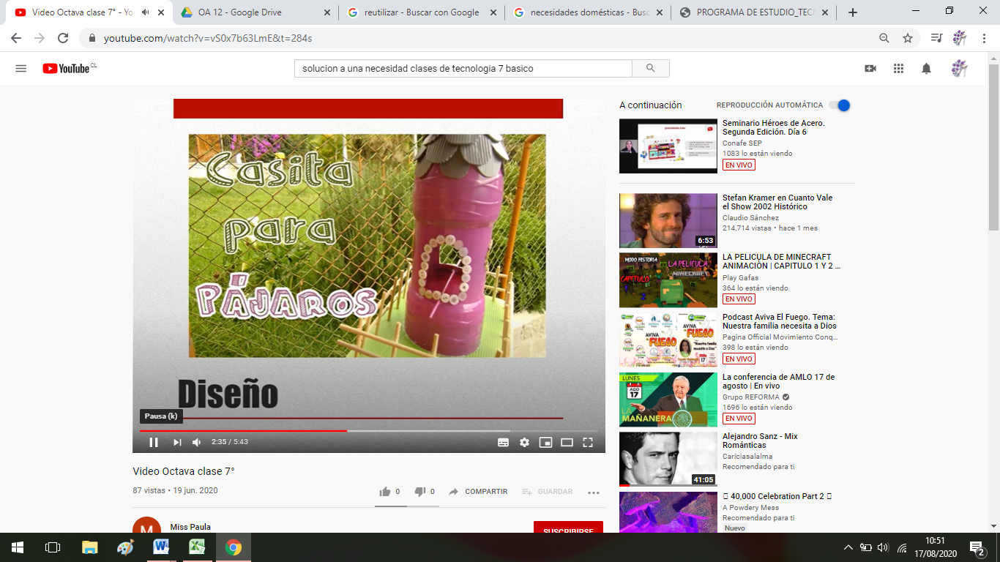 Video Octava clase 7° - You
OA 12 - Google Drive
reutilizar - Buscar con Google
necesidades domésticas - Bus
PROGRAMA DE ESTUDIO_TEC
youtube.com/watch?v=vS0x7b63LmE&t=284s
YouTube CL
solucion a una necesidad clases de tecnologia 7 basico
Casita
para
PÁJAROS
Diseño
Pausa (k)
2:35 / 5:43
Video Octava clase 7°
87 vistas • 19 jun. 2020
0
0
COMPARTIR
GUARDAR
M
Miss Paula
SUSCRIBIRSE
A continuación
REPRODUCCIÓN AUTOMÁTICA
Seminario Héroes de Acero.
Segunda Edición. Día 6
Conafe SEP
1083 lo están viendo
EN VIVO
6:53
Stefan Kramer en Cuanto Vale
el Show 2002 Histórico
Claudio Sánchez
214,714 vistas • hace 1 mes
MODO HISTORIA
LA PELICULA
MINECRAFT
CAPITULO
1 Y 2
LA PELICULA DE MINECRAFT
ANIMACIÓN | CAPITULO 1 Y 2 ...
Play Gafas
364 lo están viendo
EN VIVO
AVIVA
FUEGO
AVIVA
FUEGO
17
Podcast Aviva El Fuego. Tema:
Nuestra familia necesita a Dios
Pagina Official Movimiento Conq...
398 lo están viendo
EN VIVO
LUNES
AGO
17
LA
MAÑANERA
La conferencia de AMLO 17 de
agosto | En vivo
Grupo REFORMA
1696 lo están viendo
EN VIVO
41:05
Alejandro Sanz - Mix
Románticas
Cariciasalalma
Recomendado para ti
40,000 Celebration Part 2
A Powdery Mess
Recomendado para ti
Nuevo
10:51
17/08/2020
2